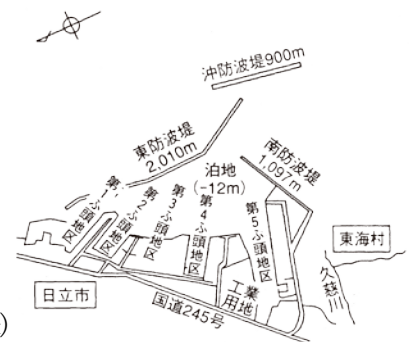 沖防波堤900m
東防波堤
2,010m
南防波堤
1,097m
泊地
(-12m)
第1ふ頭地区
第2ふ頭地区
第3ふ頭地区
第4ふ頭地区
第5ふ頭地区
東海村
久慈川
工業
用地
日立市
国道245号
)